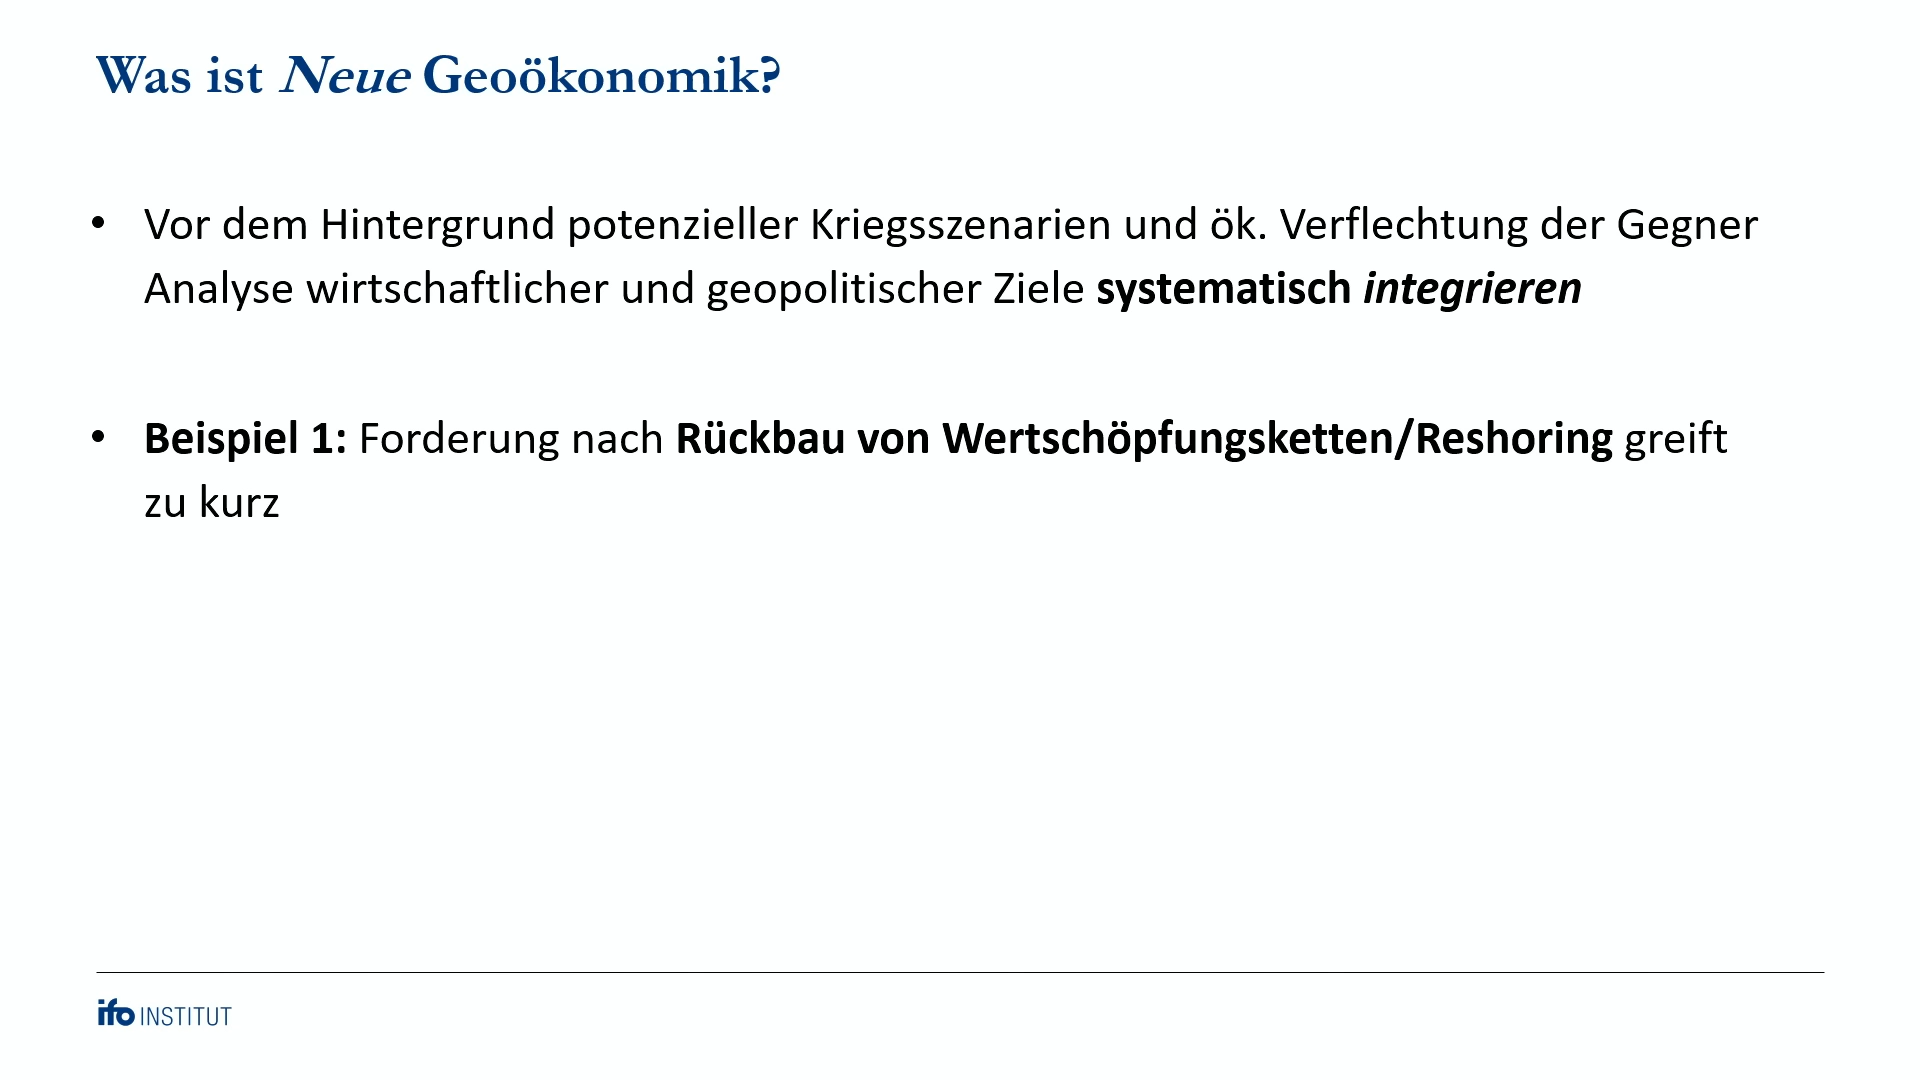 Was ist Neue Geoökonomik?
• Vor dem Hintergrund potenzieller Kriegsszenarien und ök. Verflechtung der Gegner
Analyse wirtschaftlicher und geopolitischer Ziele systematisch integrieren
• Beispiel 1: Forderung nach Rückbau von Wertschöpfungsketten/Reshoring greift
zu kurz
ifo INSTITUT